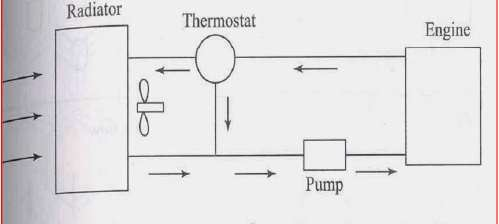 Radiator
Thermostat
Engine
Pump